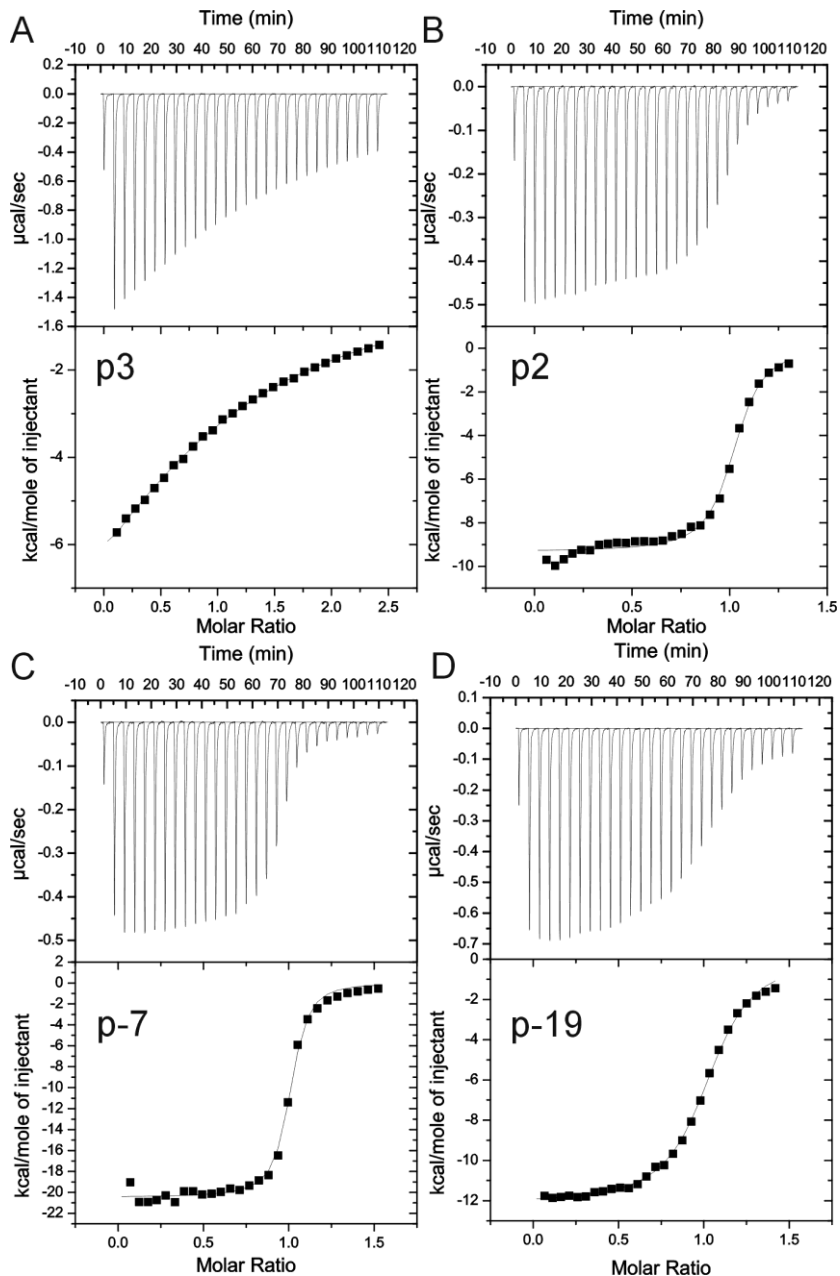 A
Time (min)
-10 0 10 20 30 40 50 60 70 80 90 100 110 120
0.2
0.0
-0.2
-0.4
-0.6
-0.8
-1.0
-1.2
-1.4
-1.6
µcal/sec
p3
-2
-4
-6
kcal/mole of injectant
0.0 0.5 1.0 1.5 2.0 2.5
Molar Ratio
B
Time (min)
-10 0 10 20 30 40 50 60 70 80 90 100 110 120
0.0
-0.1
-0.2
-0.3
-0.4
-0.5
µcal/sec
p2
0
-2
-4
-6
-8
-10
kcal/mole of injectant
0.0 0.5 1.0 1.5
Molar Ratio
C
Time (min)
-10 0 10 20 30 40 50 60 70 80 90 100 110 120
0.0
-0.1
-0.2
-0.3
-0.4
-0.5
µcal/sec
p-7
2
0
-2
-4
-6
-8
-10
-12
-14
-16
-18
-20
-22
kcal/mole of injectant
0.0 0.5 1.0 1.5
Molar Ratio
D
Time (min)
-10 0 10 20 30 40 50 60 70 80 90 100 110 120
0.1
0.0
-0.1
-0.2
-0.3
-0.4
-0.5
-0.6
-0.7
µcal/sec
p-19
0
-2
-4
-6
-8
-10
-12
kcal/mole of injectant
0.0 0.5 1.0 1.5
Molar Ratio